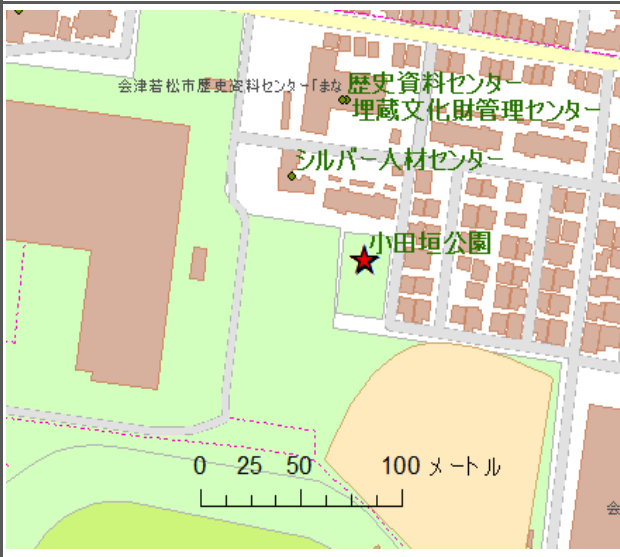 会津若松市歴史資料センター「まな
歴史資料センター
埋蔵文化財管理センター
シルバー人材センター
小田垣公園
0 25 50 100 メートル
会